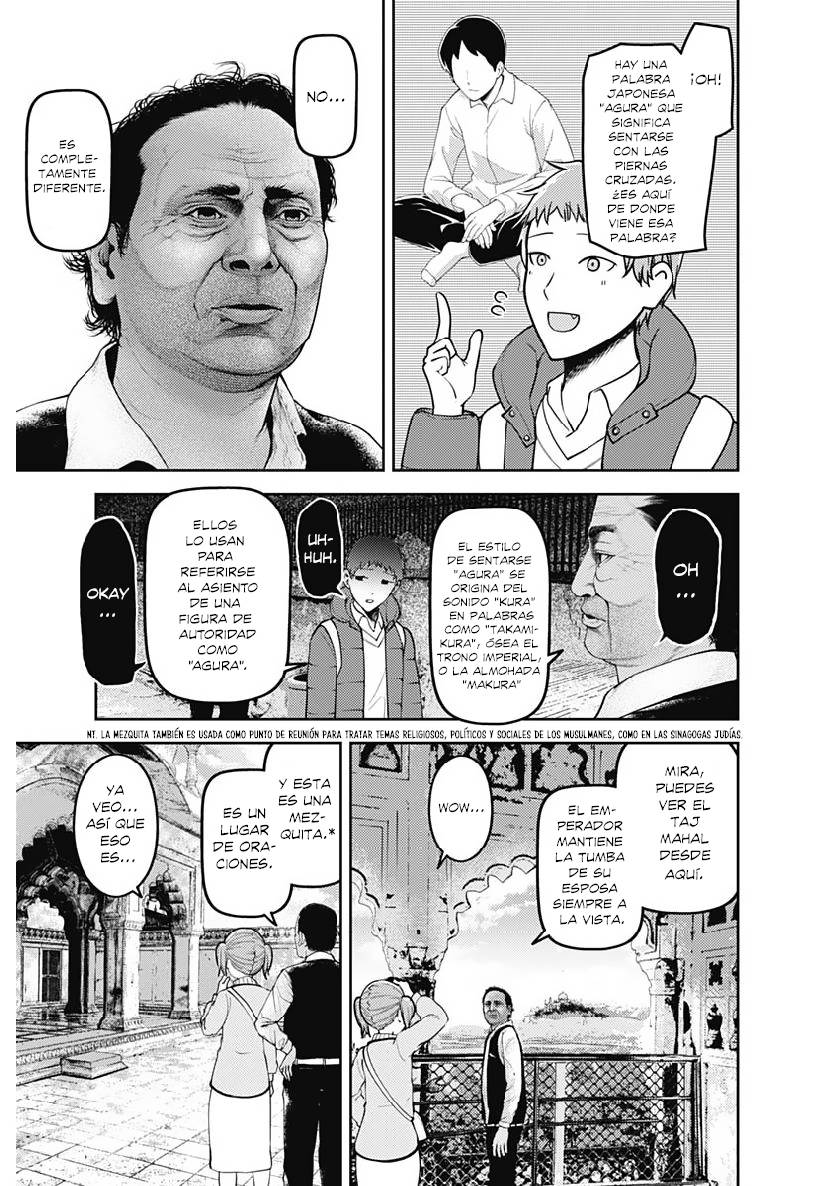 ¡OH!
HAY UNA
PALABRA
JAPONESA
"AGURA" QUE
SIGNIFICA
SENTARSE
CON LAS
PIERNAS
CRUZADAS.
¿ES AQUÍ
DE DONDE
VIENE ESA
PALABRA?
NO...
ES
COMPLE-
TAMENTE
DIFERENTE.
OH
...
EL ESTILO
DE SENTARSE
"AGURA" SE
ORIGINA DEL
SONIDO "KURA"
EN PALABRAS
COMO "TAKAMI-
KURA", ÓSEA EL
TRONO IMPERIAL,
O LA ALMOHADA
"MAKURA"
UH-
HUH.
ELLOS
LO USAN
PARA
REFERIRSE
AL ASIENTO
DE UNA
FIGURA DE
AUTORIDAD
COMO
"AGURA".
OKAY
...
NT. LA MEZQUITA TAMBIÉN ES USADA COMO PUNTO DE REUNIÓN PARA TRATAR TEMAS RELIGIOSOS, POLÍTICOS Y SOCIALES DE LOS MUSULMANES, COMO EN LAS SINAGOGAS JUDÍAS.
MIRA,
PUEDES
VER EL
TAJ
MAHAL
DESDE
AQUÍ.
EL EM-
PERADOR
MANTIENE
LA TUMBA
DE SU
ESPOSA
SIEMPRE A
LA VISTA.
WOW...
Y ESTA
ES UNA
MEZ-
QUITA.*
ES UN
LUGAR
DE ORA-
CIONES.
YA
VEO...
ASÍ QUE
ESO
ES...